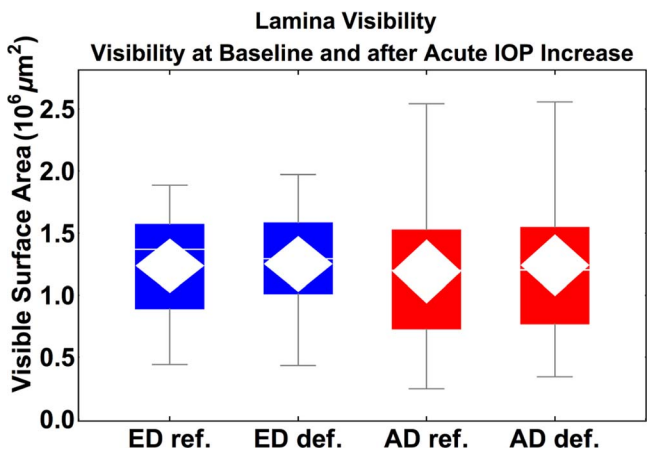 Lamina Visibility
Visibility at Baseline and after Acute IOP Increase
Visible Surface Area (10⁶μm²)
2.5
2.0
1.5
1.0
0.5
0.0
ED ref. ED def. AD ref. AD def.